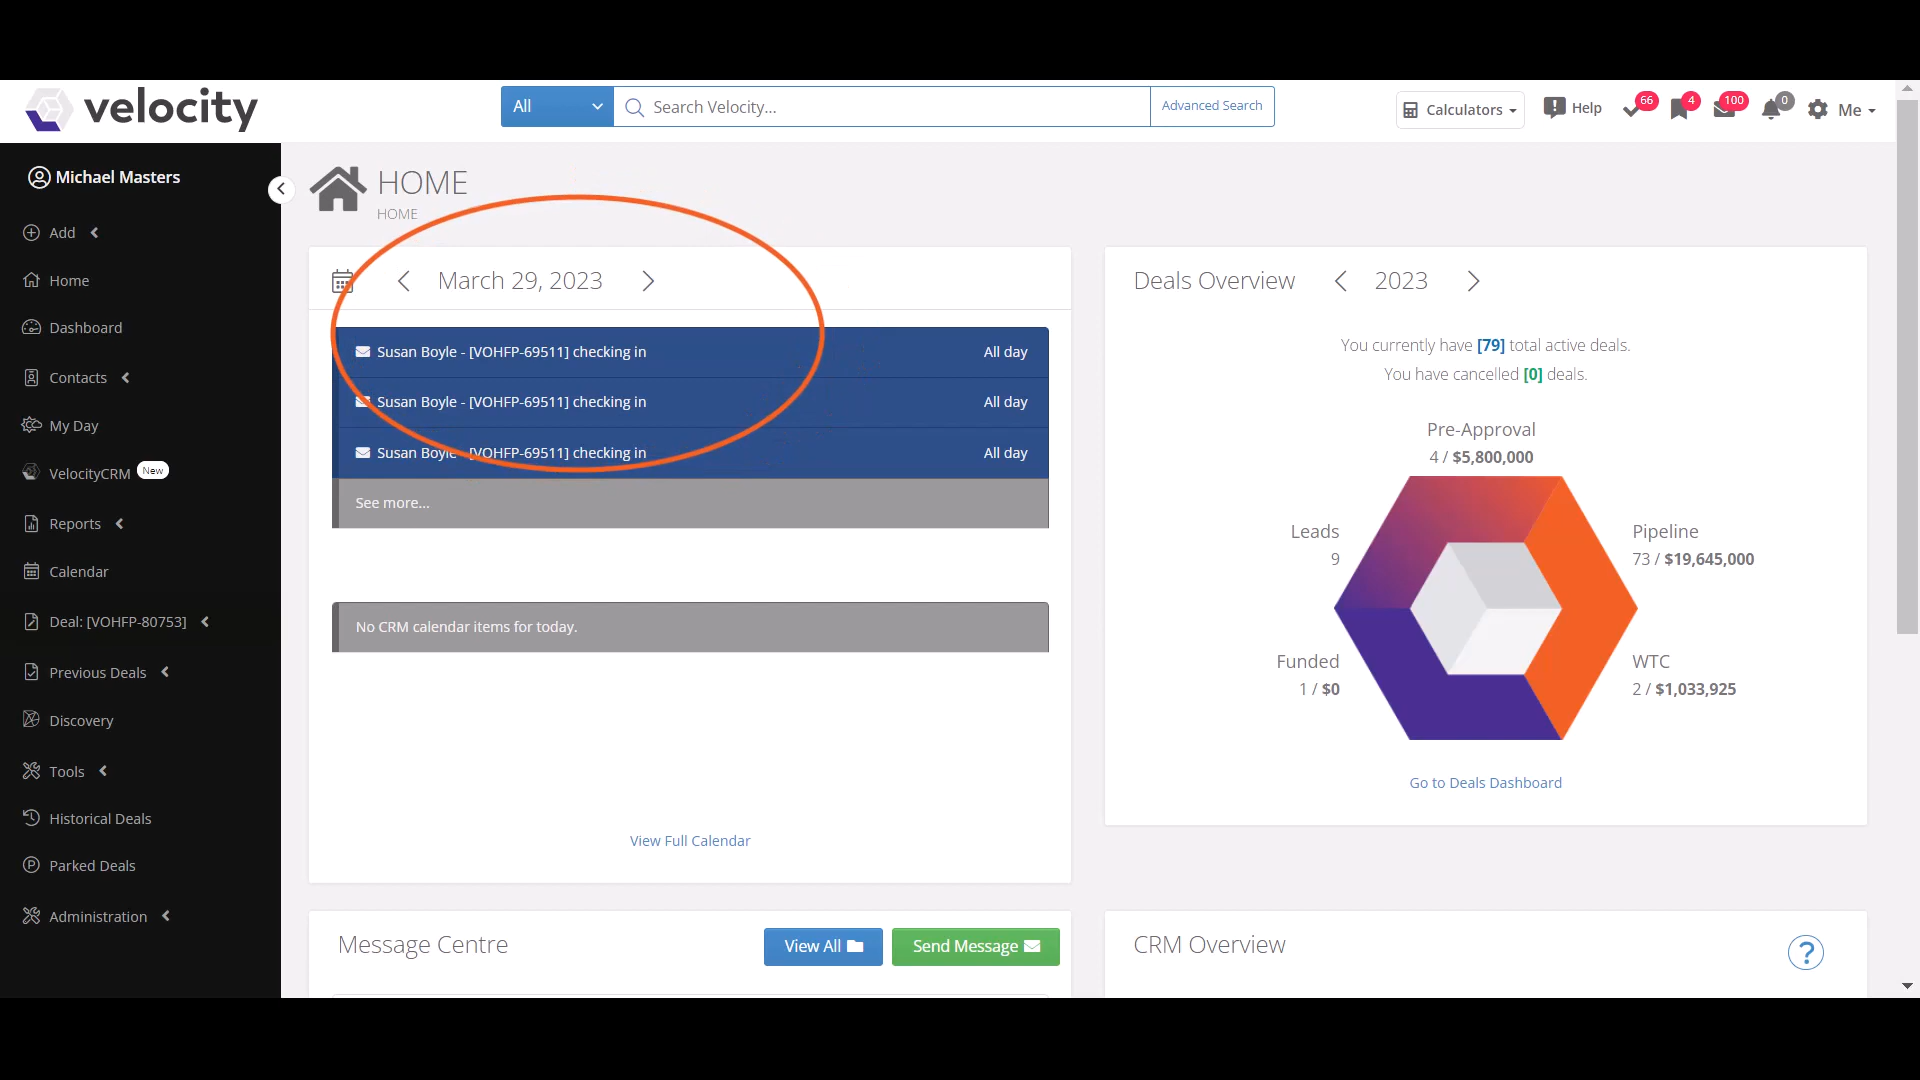 velocity
All
Search Velocity...
Advanced Search
Calculators
Help
66
4
100
0
Me
Michael Masters
Add
Home
Dashboard
Contacts
My Day
VelocityCRM New
Reports
Calendar
Deal: [VOHFP-80753]
Previous Deals
Discovery
Tools
Historical Deals
Parked Deals
Administration
HOME
HOME
March 29, 2023
Susan Boyle - [VOHFP-69511] checking in All day
Susan Boyle - [VOHFP-69511] checking in All day
Susan Boyle - [VOHFP-69511] checking in All day
See more...
No CRM calendar items for today.
View Full Calendar
Deals Overview
2023
You currently have [79] total active deals.
You have cancelled [0] deals.
Pre-Approval
4 / $5,800,000
Leads
9
Pipeline
73 / $19,645,000
Funded
1 / $0
WTC
2 / $1,033,925
Go to Deals Dashboard
Message Centre
View All
Send Message
CRM Overview
?